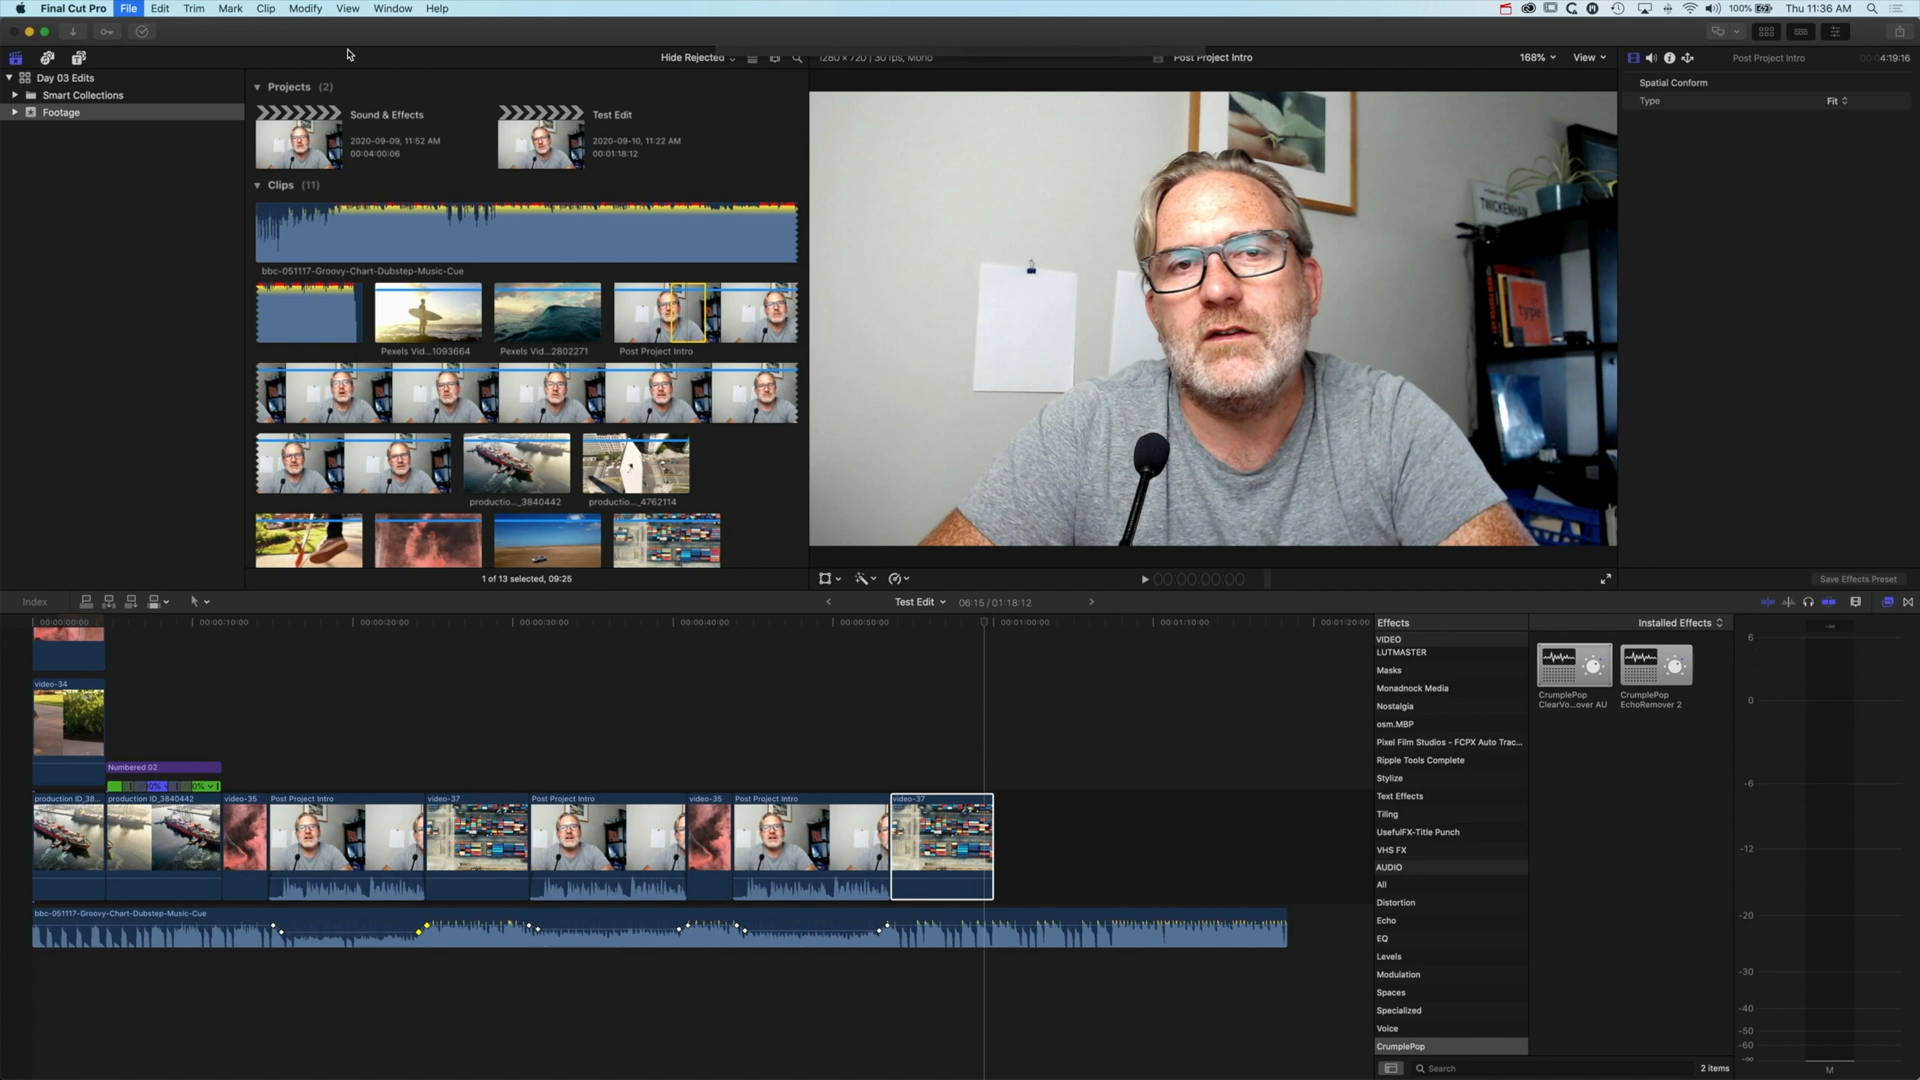 Final Cut Pro File Edit Trim Mark Clip Modify View Window Help
100% Thu 11:36 AM
Hide Rejected
1280 × 720 | 30 fps, Mono
Post Project Intro
168% View
Post Project Intro
4:19:16
Day 03 Edits
Smart Collections
Footage
Projects (2)
Sound & Effects
2020-09-09, 11:52 AM
00:04:00:06
Test Edit
2020-09-10, 11:22 AM
00:01:18:12
Clips (11)
bbc-051117-Groovy-Chart-Dubstep-Music-Cue
Pexels Vid...1093664
Pexels Vid...2802271
Post Project Intro
productio..._3840442
productio..._4762114
1 of 13 selected, 09:25
TWICKENHAM
type
Spatial Conform
Type
Fit
00:00:00:00
Save Effects Preset
Index
Test Edit
06:15 / 01:18:12
00:00:00:00
00:00:10:00
00:00:20:00
00:00:30:00
00:00:40:00
00:00:50:00
00:01:00:00
00:01:10:00
00:01:20:00
video-34
Numbered 02
0%
0%
production ID_38...
production ID_3840442
video-35
Post Project Intro
video-37
Post Project Intro
video-35
Post Project Intro
video-37
bbc-051117-Groovy-Chart-Dubstep-Music-Cue
Effects
Installed Effects
VIDEO
LUTMASTER
Masks
Monadnock Media
Nostalgia
osm.MBP
Pixel Film Studios - FCPX Auto Trac...
Ripple Tools Complete
Stylize
Text Effects
Tiling
UsefulFX-Title Punch
VHS FX
AUDIO
All
Distortion
Echo
EQ
Levels
Modulation
Spaces
Specialized
Voice
CrumplePop
CrumplePop
ClearVo...over AU
CrumplePop
EchoRemover 2
Search
2 items
6
0
-6
-12
-20
-30
-40
-50
-60
-∞
M